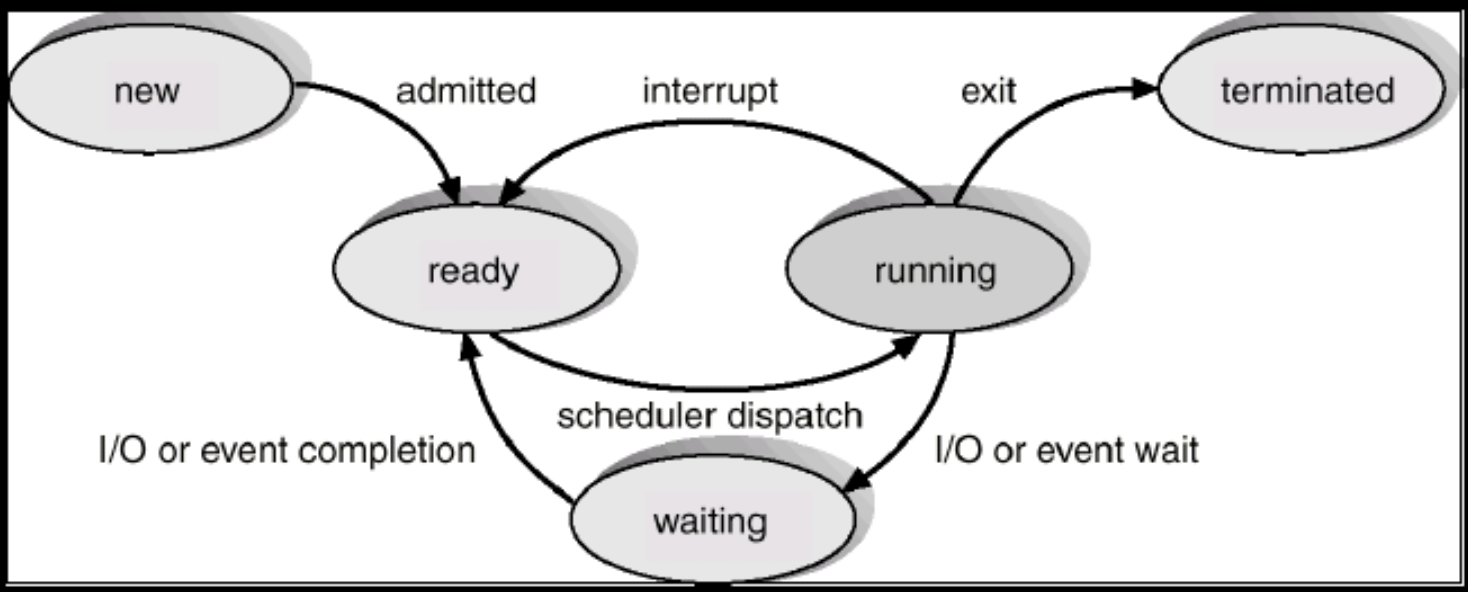 new
admitted
interrupt
exit
terminated
ready
running
scheduler dispatch
I/O or event completion
I/O or event wait
waiting